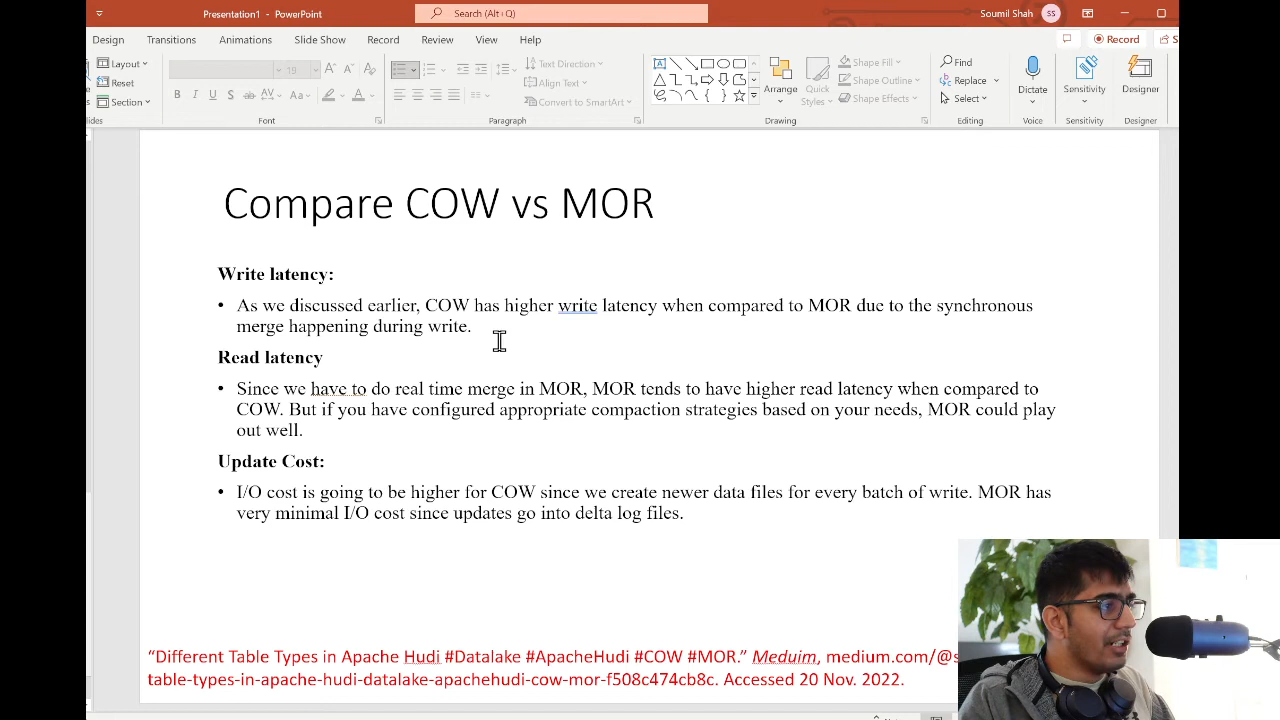 Presentation1 - PowerPoint
Search (Alt+Q)
Soumil Shah
SS
Design Transitions Animations Slide Show Record Review View Help
Record
Layout
Reset
Section
19
Text Direction
Align Text
Convert to SmartArt
Arrange
Quick
Styles
Shape Fill
Shape Outline
Shape Effects
Find
Replace
Select
Dictate
Sensitivity
Designer
Font Paragraph Drawing Editing Voice Sensitivity Designer
Compare COW vs MOR
Write latency:
• As we discussed earlier, COW has higher write latency when compared to MOR due to the synchronous
merge happening during write.
Read latency
• Since we have to do real time merge in MOR, MOR tends to have higher read latency when compared to
COW. But if you have configured appropriate compaction strategies based on your needs, MOR could play
out well.
Update Cost:
• I/O cost is going to be higher for COW since we create newer data files for every batch of write. MOR has
very minimal I/O cost since updates go into delta log files.
“Different Table Types in Apache Hudi #Datalake #ApacheHudi #COW #MOR.” Meduim, medium.com/@s
table-types-in-apache-hudi-datalake-apachehudi-cow-mor-f508c474cb8c. Accessed 20 Nov. 2022.